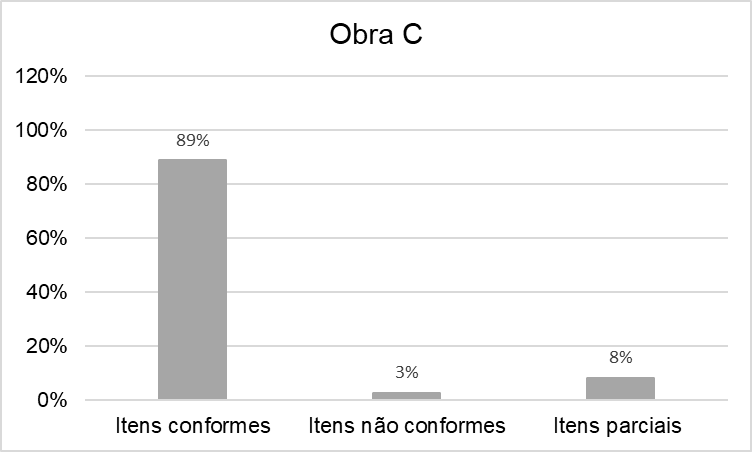 Obra C
120%
100%
80%
60%
40%
20%
0%
89%
3%
8%
Itens conformes
Itens não conformes
Itens parciais